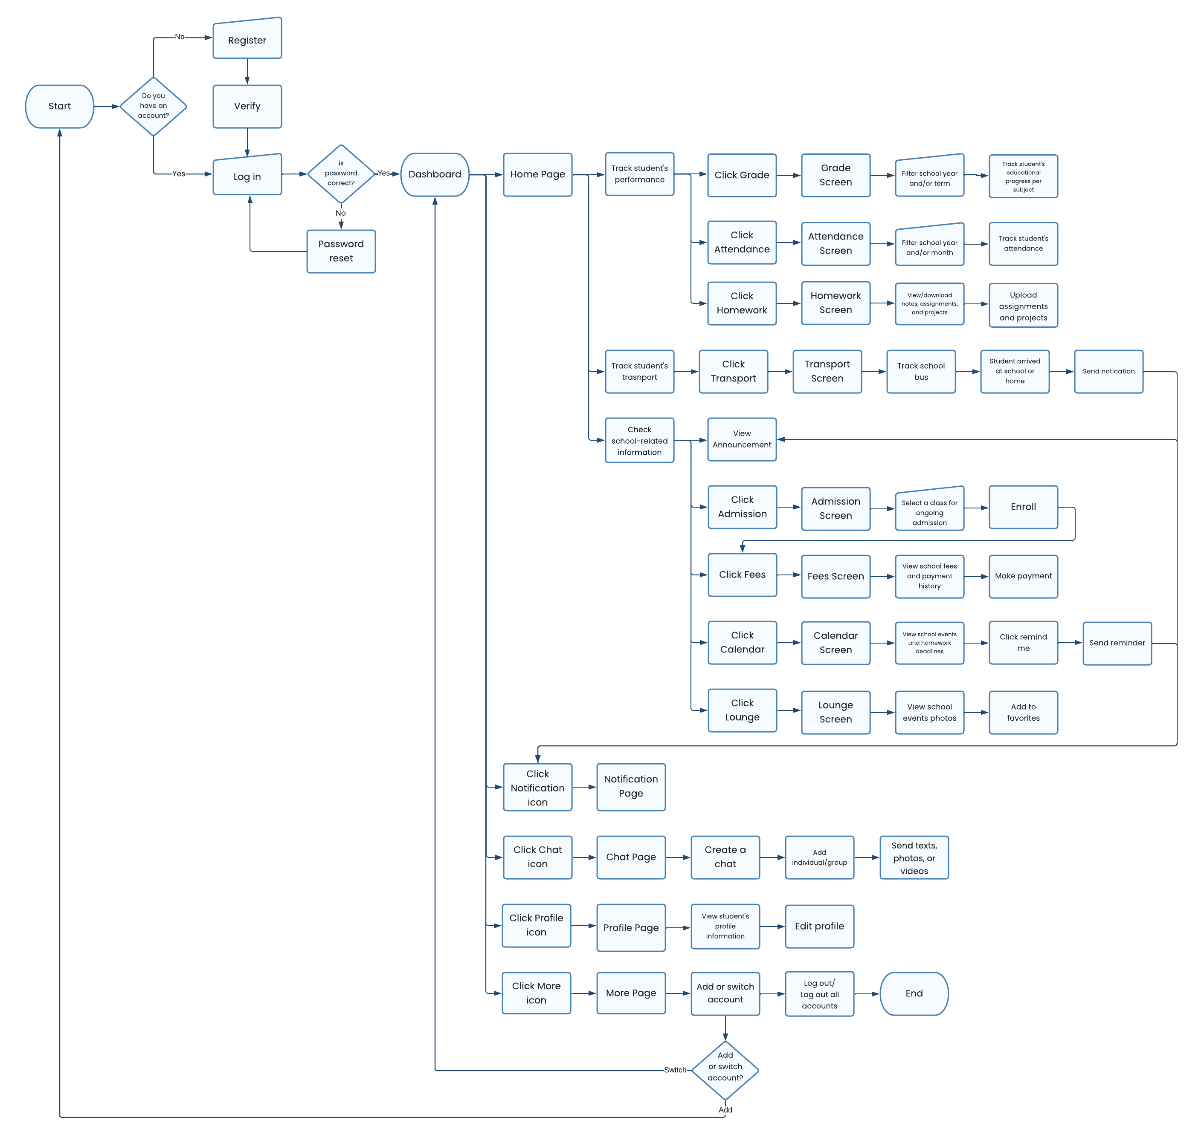 No
Register
Start
Do you
have an
account?
Verify
Yes
Log in
is
password
correct?
Yes
No
Password
reset
Dashboard
Home Page
Track student's
performance
Click Grade
Grade
Screen
Filter school year
and/or term
Track student's
educational
progress per
subject
Click
Attendance
Attendance
Screen
Filter school year
and/or month
Track student's
attendance
Click
Homework
Homework
Screen
View/download
notes, assignments,
and projects
Upload
assignments
and projects
Track student's
trasnport
Click
Transport
Transport
Screen
Track school
bus
Student arrived
at school or
home
Send notication
Check
school-related
information
View
Announcement
Click
Admission
Admission
Screen
Select a class for
ongoing
admission
Enroll
Click Fees
Fees Screen
View school fees
and payment
history
Make payment
Click
Calendar
Calendar
Screen
View school events
and homework
deadlines
Click remind
me
Send reminder
Click
Lounge
Lounge
Screen
View school
events photos
Add to
favorites
Click
Notification
icon
Notification
Page
Click Chat
icon
Chat Page
Create a
chat
Add
individual/group
Send texts,
photos, or
videos
Click Profile
icon
Profile Page
View student's
profile
information
Edit profile
Click More
icon
More Page
Add or switch
account
Log out/
Log out all
accounts
End
Add
or switch
account?
Switch
Add